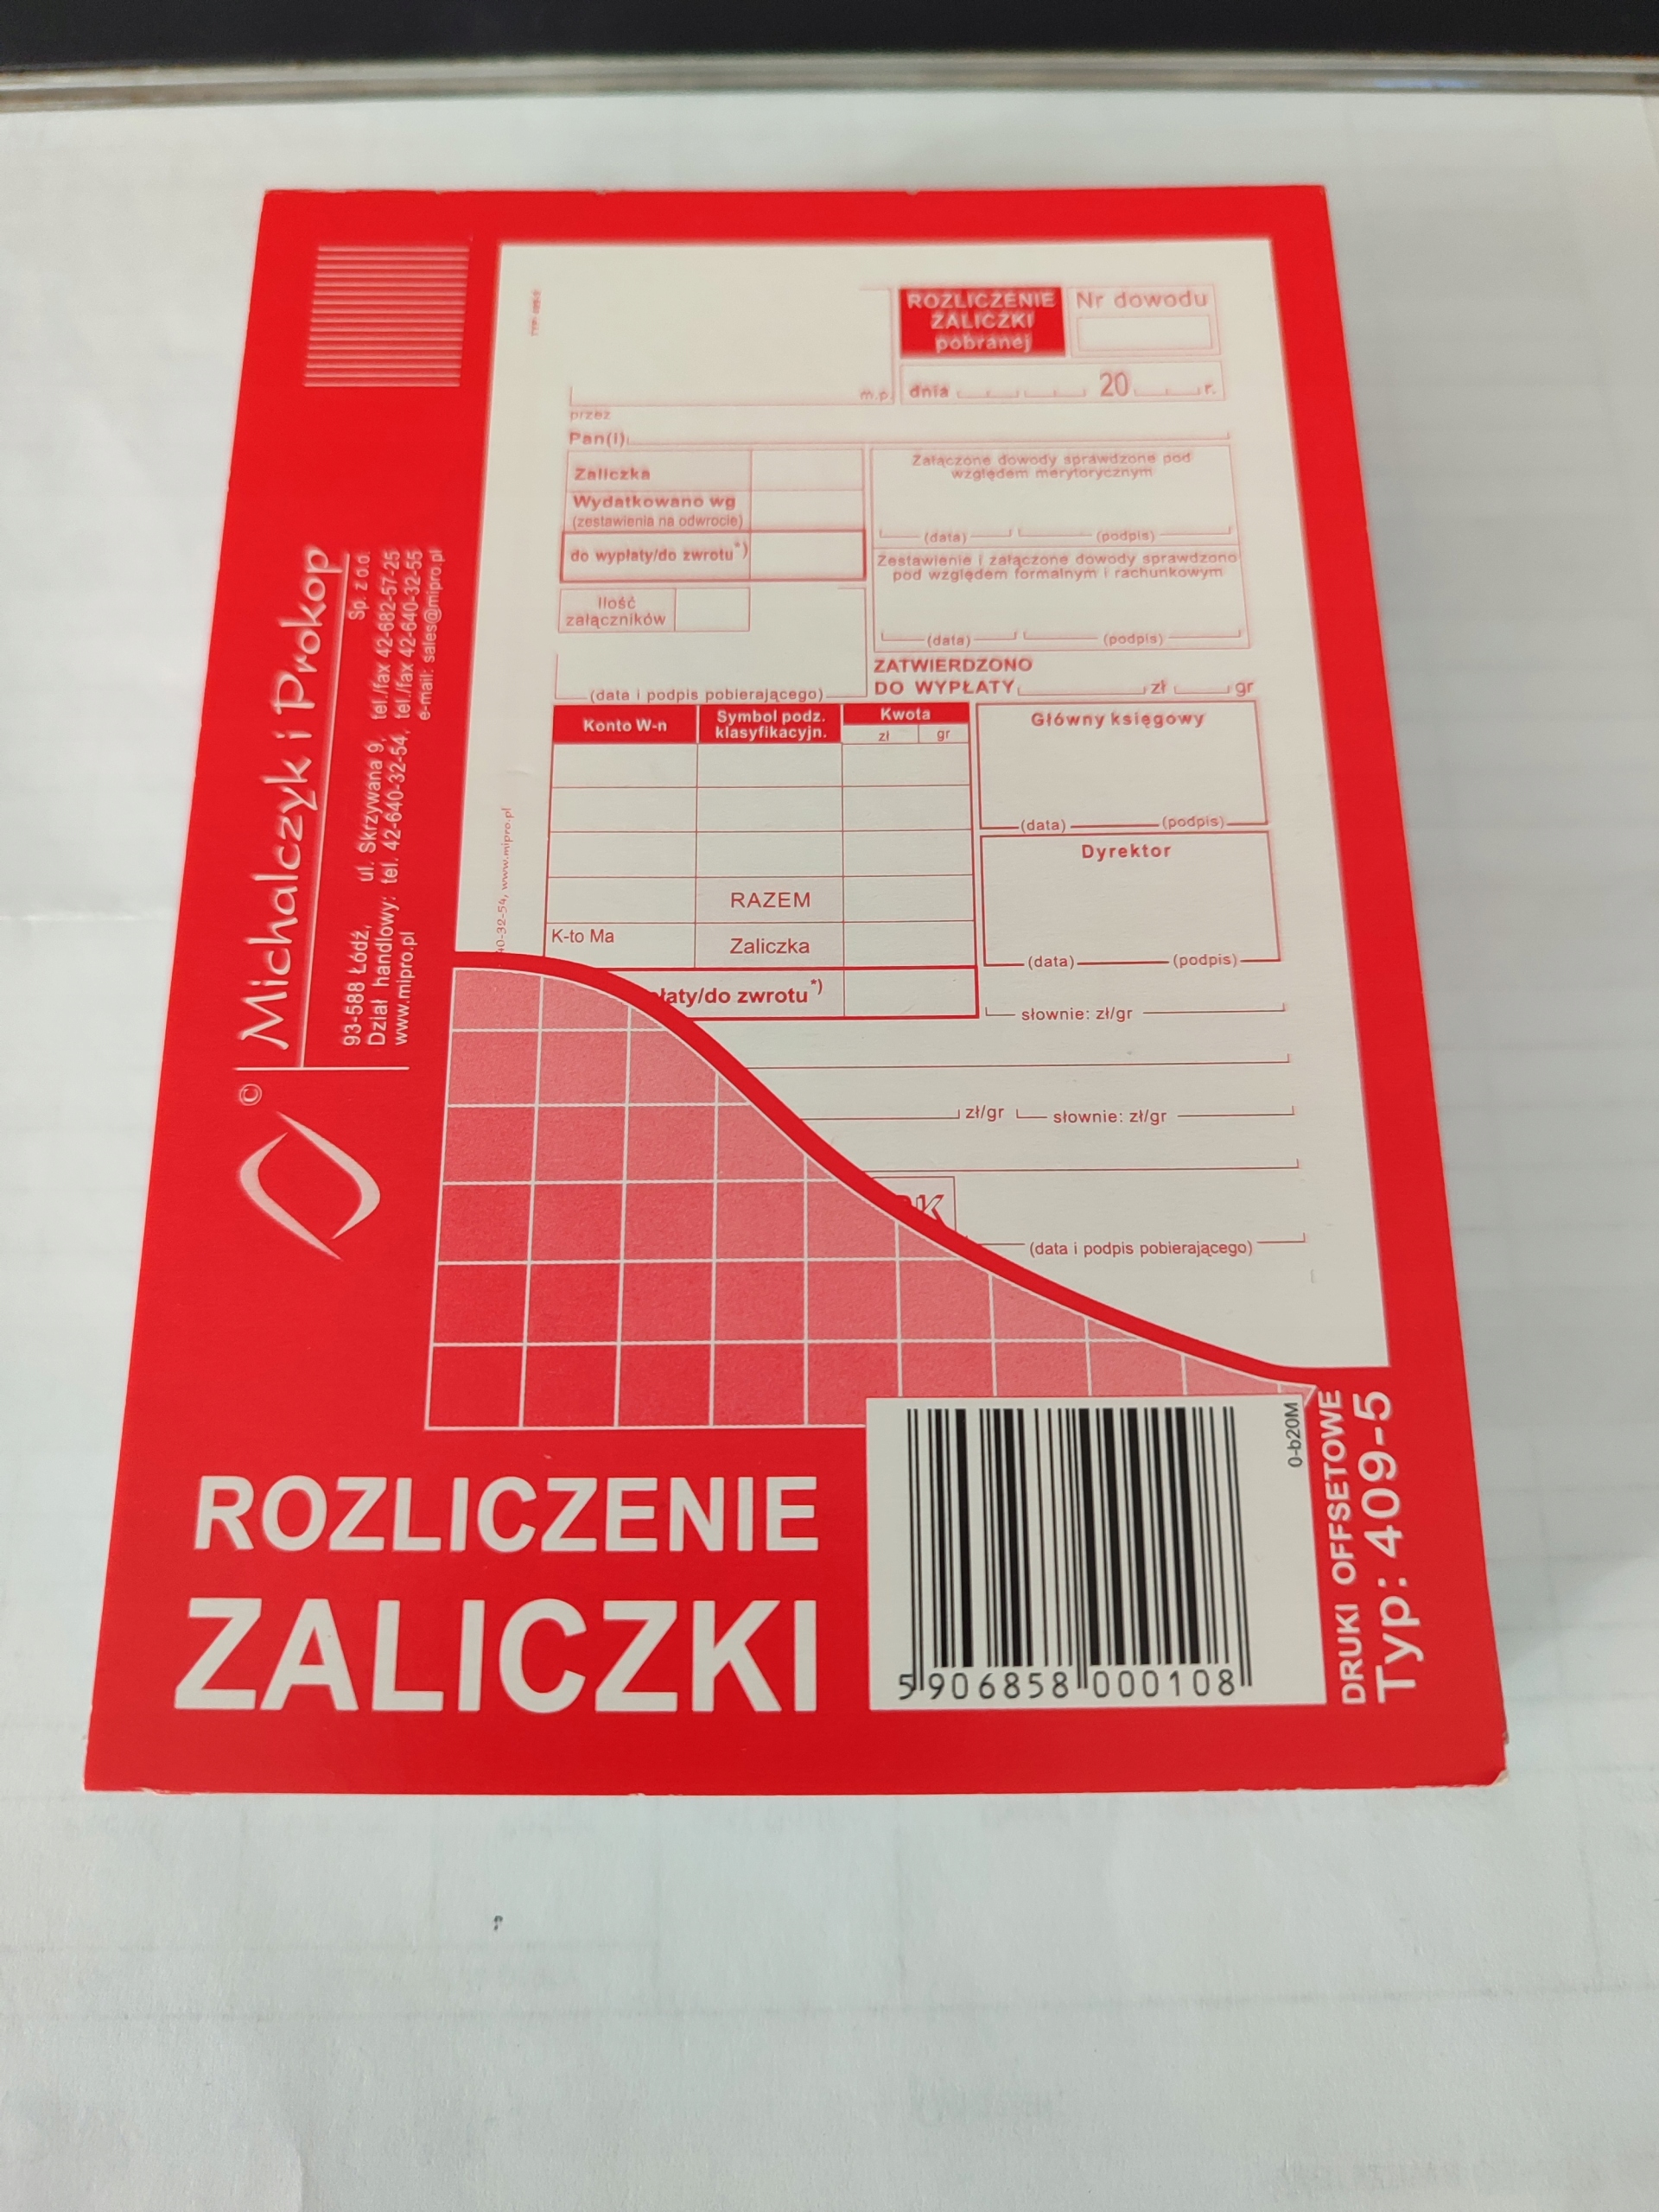 ROZLICZENIE
ZALICZKI
pobranej
Nr dowodu
m.p.
dnia 20 r.
przez
Pan(I)
Zaliczka
Wydatkowano wg
(zestawienia na odwrocie)
do wypłaty/do zwrotu*)
Ilość
załączników
(data i podpis pobierającego)
Załączone dowody sprawdzone pod
względem merytorycznym
(data) (podpis)
Zestawienie i załączone dowody sprawdzono
pod względem formalnym i rachunkowym
(data) (podpis)
ZATWIERDZONO
DO WYPŁATY zł gr
Konto W-n
Symbol podz.
klasyfikacyjn.
Kwota
zł gr
RAZEM
K-to Ma
Zaliczka
łaty/do zwrotu*)
Główny księgowy
(data) (podpis)
Dyrektor
(data) (podpis)
słownie: zł/gr
zł/gr słownie: zł/gr
(data i podpis pobierającego)
40-32-54, www.mipro.pl
© Michalczyk i Prokop
Sp. z o.o.
93-588 Łódź, ul. Skrzywana 9, tel./fax 42-682-57-25
Dział handlowy: tel. 42-640-32-54, tel./fax 42-640-32-55
www.mipro.pl e-mail: sales@mipro.pl
ROZLICZENIE
ZALICZKI
5 906858 000108
0-b20M
DRUKI OFFSETOWE
Typ: 409-5